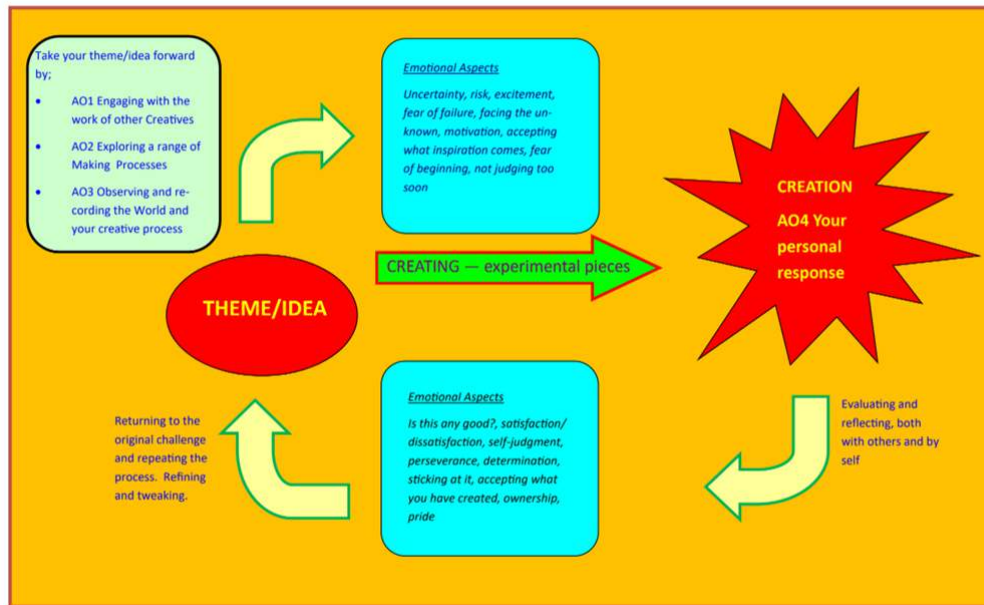 Take your theme/idea forward
by;
• AO1 Engaging with the
work of other Creatives
• AO2 Exploring a range of
Making Processes
• AO3 Observing and re-
cording the World and
your creative process
Emotional Aspects
Uncertainty, risk, excitement,
fear of failure, facing the un-
known, motivation, accepting
what inspiration comes, fear
of beginning, not judging too
soon
CREATION
AO4 Your
personal
response
CREATING — experimental pieces
THEME/IDEA
Emotional Aspects
Is this any good?, satisfaction/
dissatisfaction, self-judgment,
perseverance, determination,
sticking at it, accepting what
you have created, ownership,
pride
Evaluating and
reflecting, both
with others and by
self
Returning to the
original challenge
and repeating the
process. Refining
and tweaking.